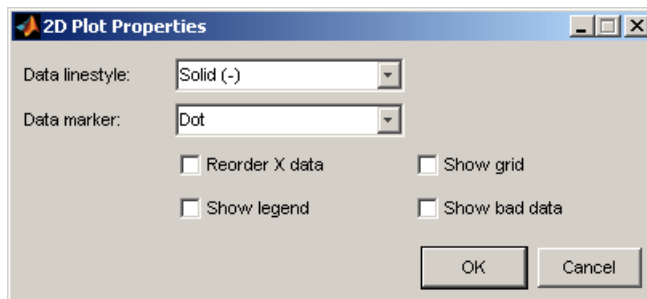 2D Plot Properties
Data linestyle: Solid (-)
Data marker: Dot
Reorder X data Show grid
Show legend Show bad data
OK Cancel